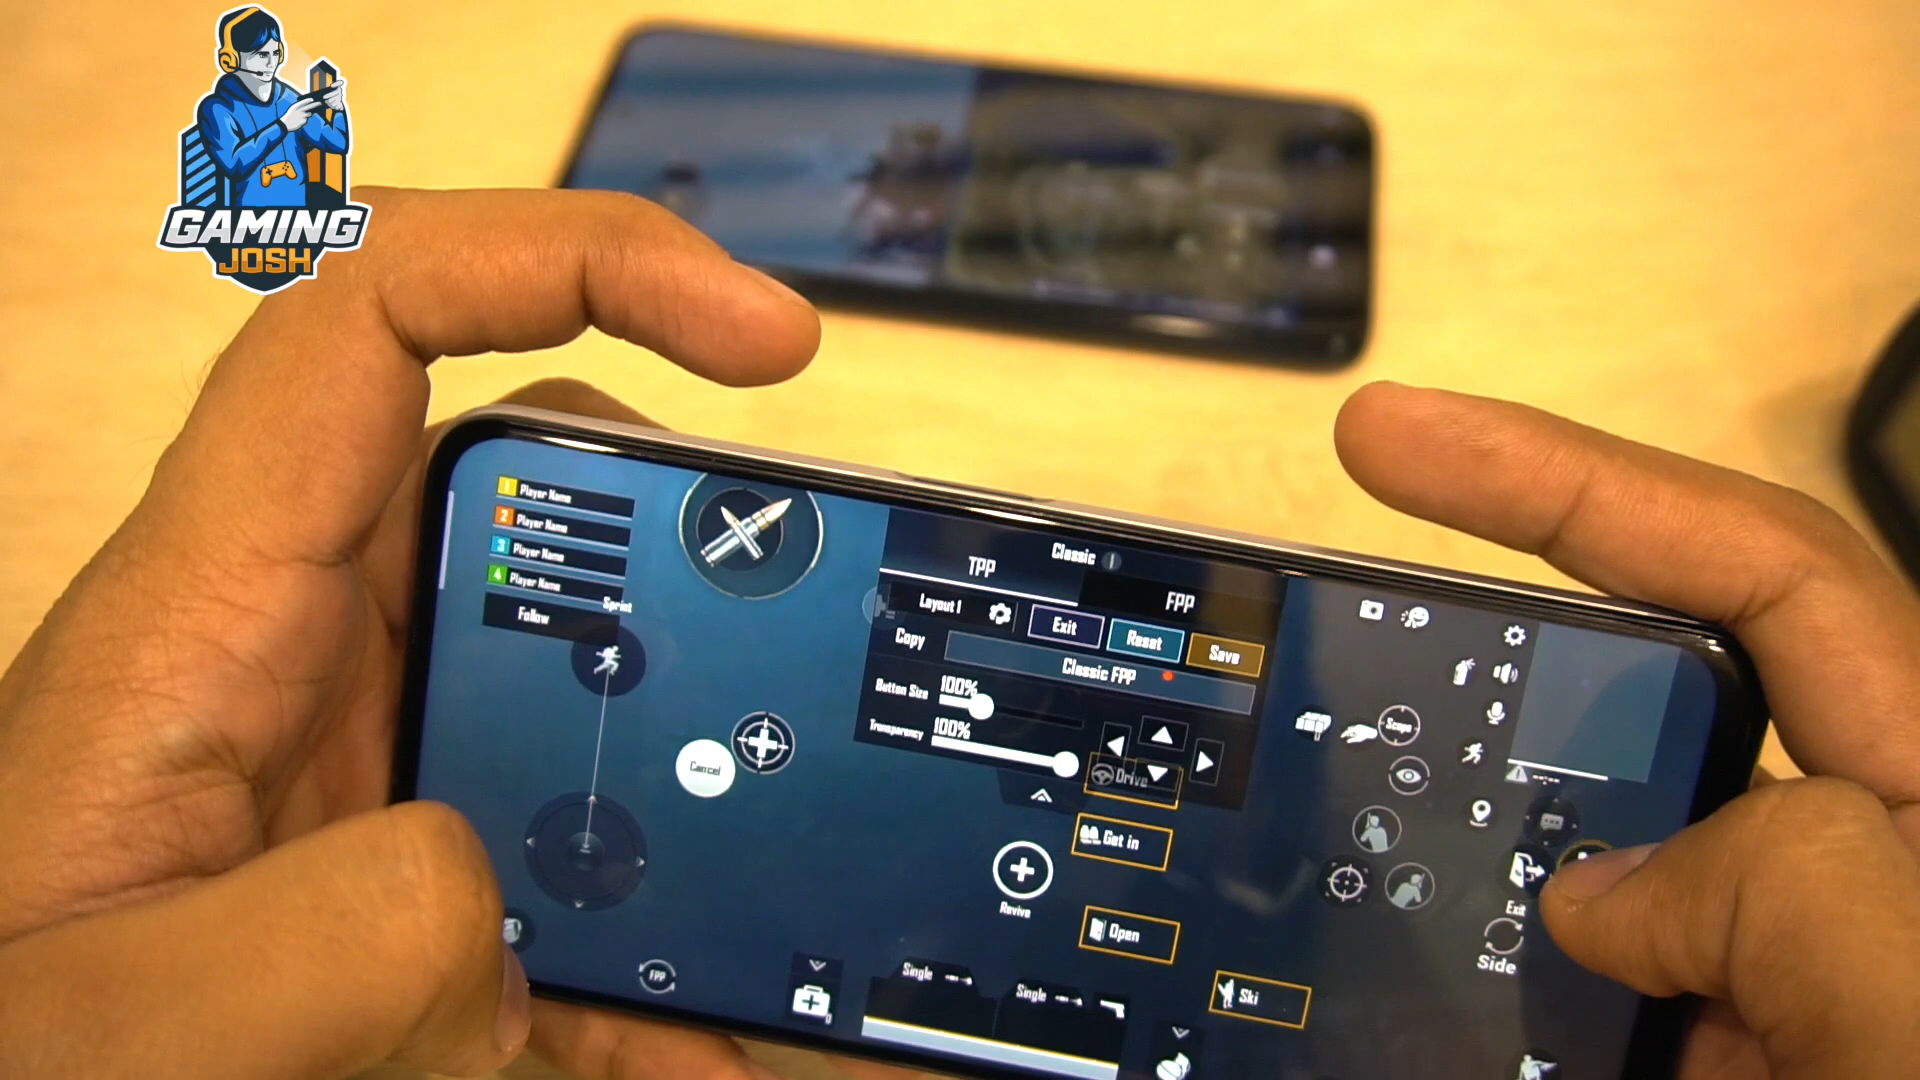 GAMING
JOSH
1 Player Name
2 Player Name
3 Player Name
4 Player Name
Follow
Sprint
Cancel
FPP
Classic
TPP
FPP
Layout 1
Exit
Reset
Save
Copy
Classic FPP
Button Size
100%
Transparency
100%
Drive
Get in
Revive
Open
Single
Single
Ski
Scope
Exit
Side